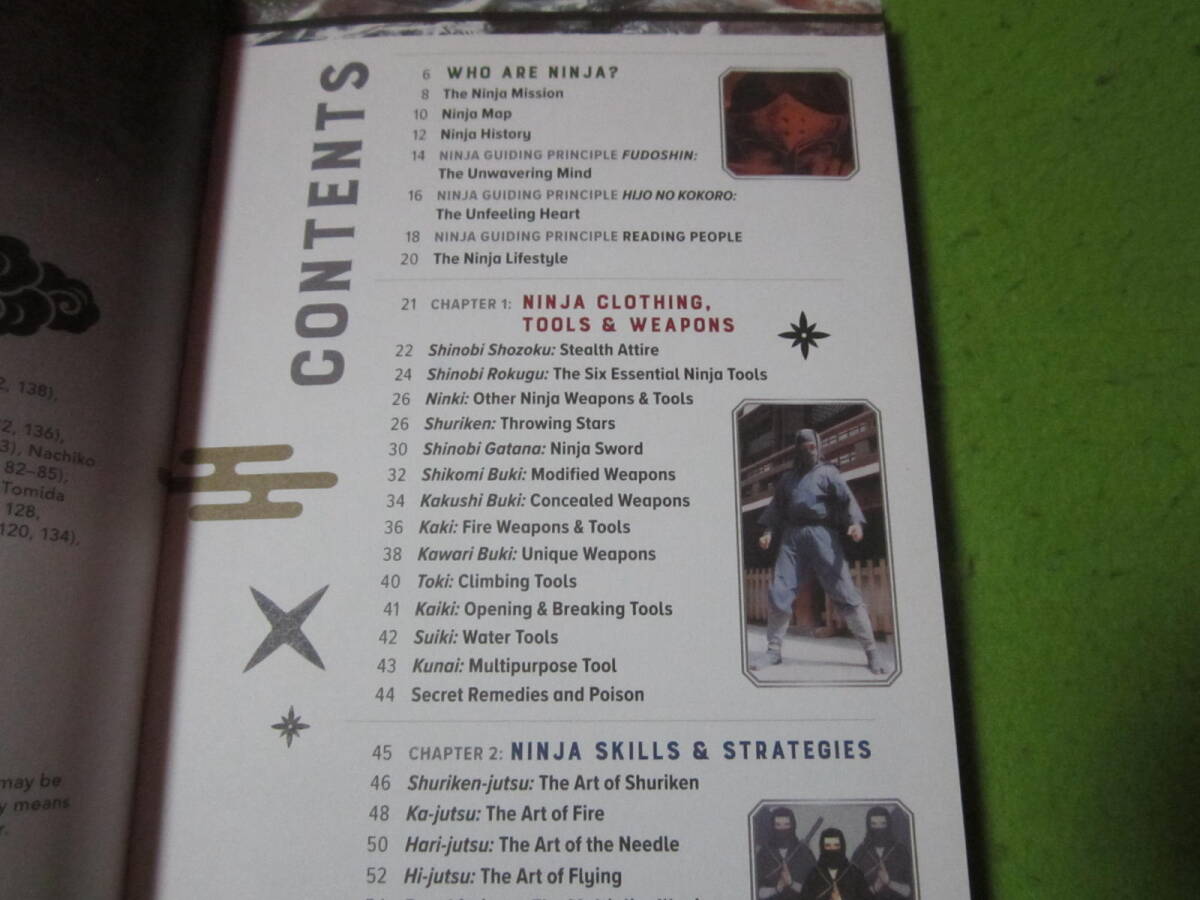 2, 138),
2, 136),
3), Nachiko
82–85),
Tomida
128,
120, 134),
may be
y means
r.
CONTENTS
6 WHO ARE NINJA?
8 The Ninja Mission
10 Ninja Map
12 Ninja History
14 NINJA GUIDING PRINCIPLE FUDOSHIN:
The Unwavering Mind
16 NINJA GUIDING PRINCIPLE HIJO NO KOKORO:
The Unfeeling Heart
18 NINJA GUIDING PRINCIPLE READING PEOPLE
20 The Ninja Lifestyle
21 CHAPTER 1: NINJA CLOTHING,
TOOLS & WEAPONS
22 Shinobi Shozoku: Stealth Attire
24 Shinobi Rokugu: The Six Essential Ninja Tools
26 Ninki: Other Ninja Weapons & Tools
26 Shuriken: Throwing Stars
30 Shinobi Gatana: Ninja Sword
32 Shikomi Buki: Modified Weapons
34 Kakushi Buki: Concealed Weapons
36 Kaki: Fire Weapons & Tools
38 Kawari Buki: Unique Weapons
40 Toki: Climbing Tools
41 Kaiki: Opening & Breaking Tools
42 Suiki: Water Tools
43 Kunai: Multipurpose Tool
44 Secret Remedies and Poison
45 CHAPTER 2: NINJA SKILLS & STRATEGIES
46 Shuriken-jutsu: The Art of Shuriken
48 Ka-jutsu: The Art of Fire
50 Hari-jutsu: The Art of the Needle
52 Hi-jutsu: The Art of Flying